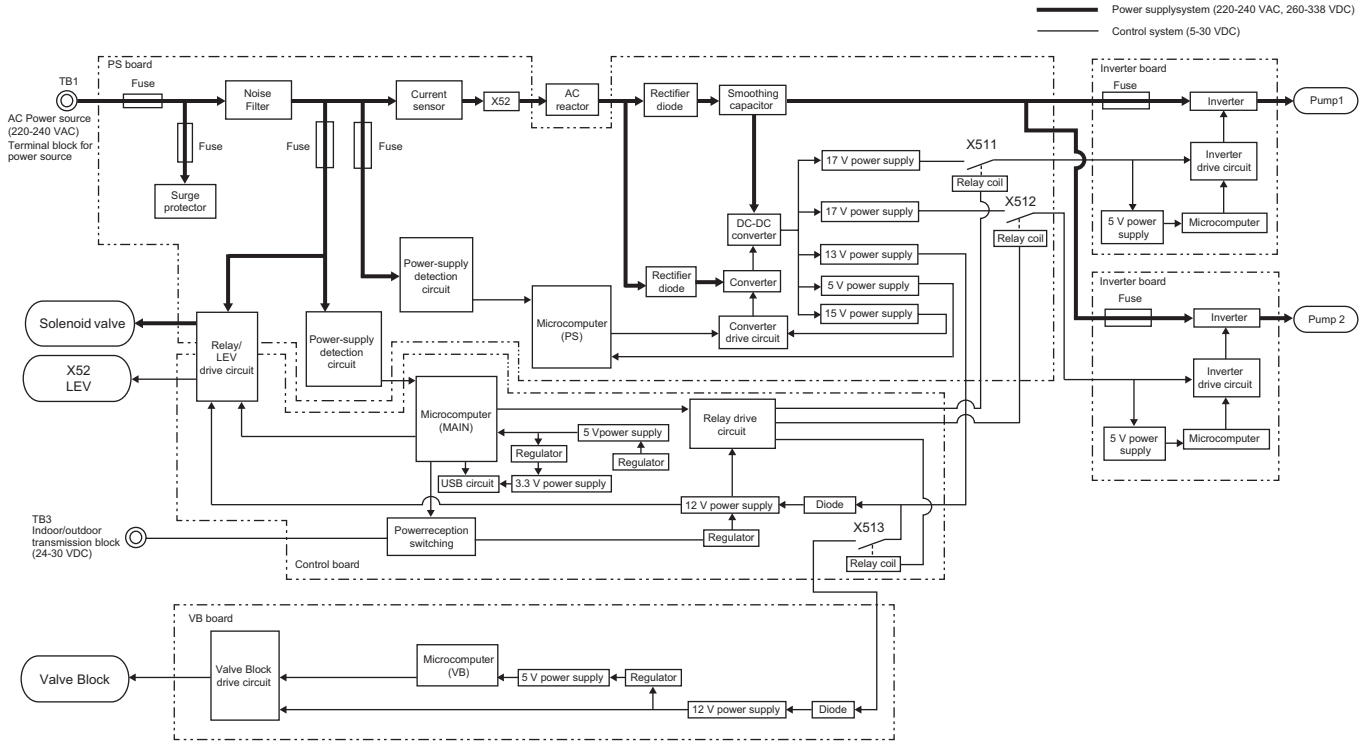 Power supplysystem (220-240 VAC, 260-338 VDC)
Control system (5-30 VDC)
PS board
TB1
AC Power source
(220-240 VAC)
Terminal block for
power source
Fuse
Noise
Filter
Current
sensor
X52
AC
reactor
Rectifier
diode
Smoothing
capacitor
Inverter board
Fuse
Inverter
Pump1
Fuse
Fuse
Fuse
Surge
protector
17 V power supply
X511
Relay coil
Inverter
drive circuit
17 V power supply
X512
Relay coil
5 V power
supply
Microcomputer
DC-DC
converter
13 V power supply
Power-supply
detection
circuit
Rectifier
diode
Converter
5 V power supply
15 V power supply
Inverter board
Fuse
Inverter
Pump 2
Solenoid valve
Relay/
LEV
drive circuit
Power-supply
detection
circuit
Microcomputer
(PS)
Converter
drive circuit
X52
LEV
Inverter
drive circuit
Microcomputer
(MAIN)
Relay drive
circuit
5 V power
supply
Microcomputer
5 Vpower supply
Regulator
Regulator
USB circuit
3.3 V power supply
12 V power supply
Diode
TB3
Indoor/outdoor
transmission block
(24-30 VDC)
Powerreception
switching
Regulator
X513
Relay coil
Control board
VB board
Valve Block
Valve Block
drive circuit
Microcomputer
(VB)
5 V power supply
Regulator
12 V power supply
Diode